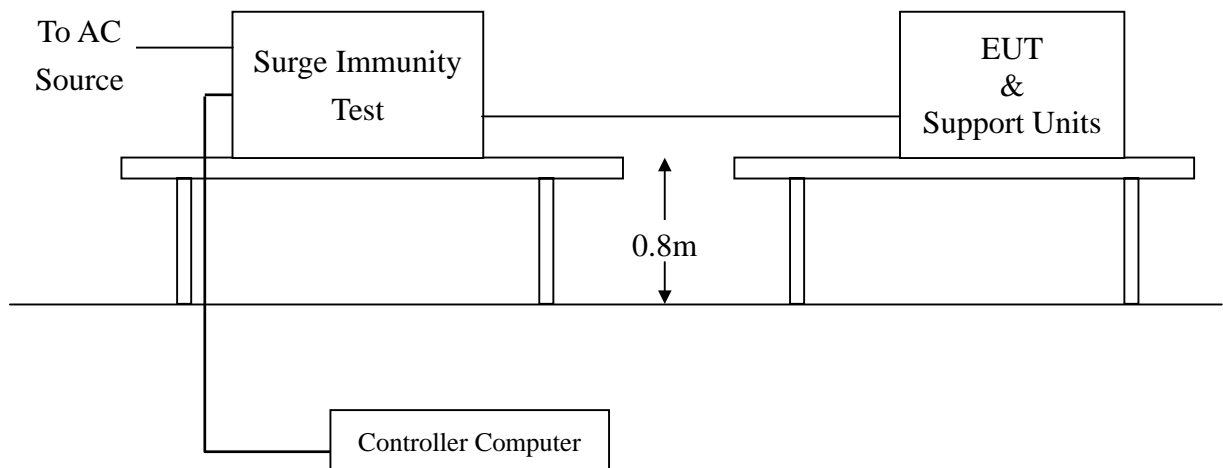 To AC
Source
Surge Immunity
Test
EUT
&
Support Units
0.8m
Controller Computer